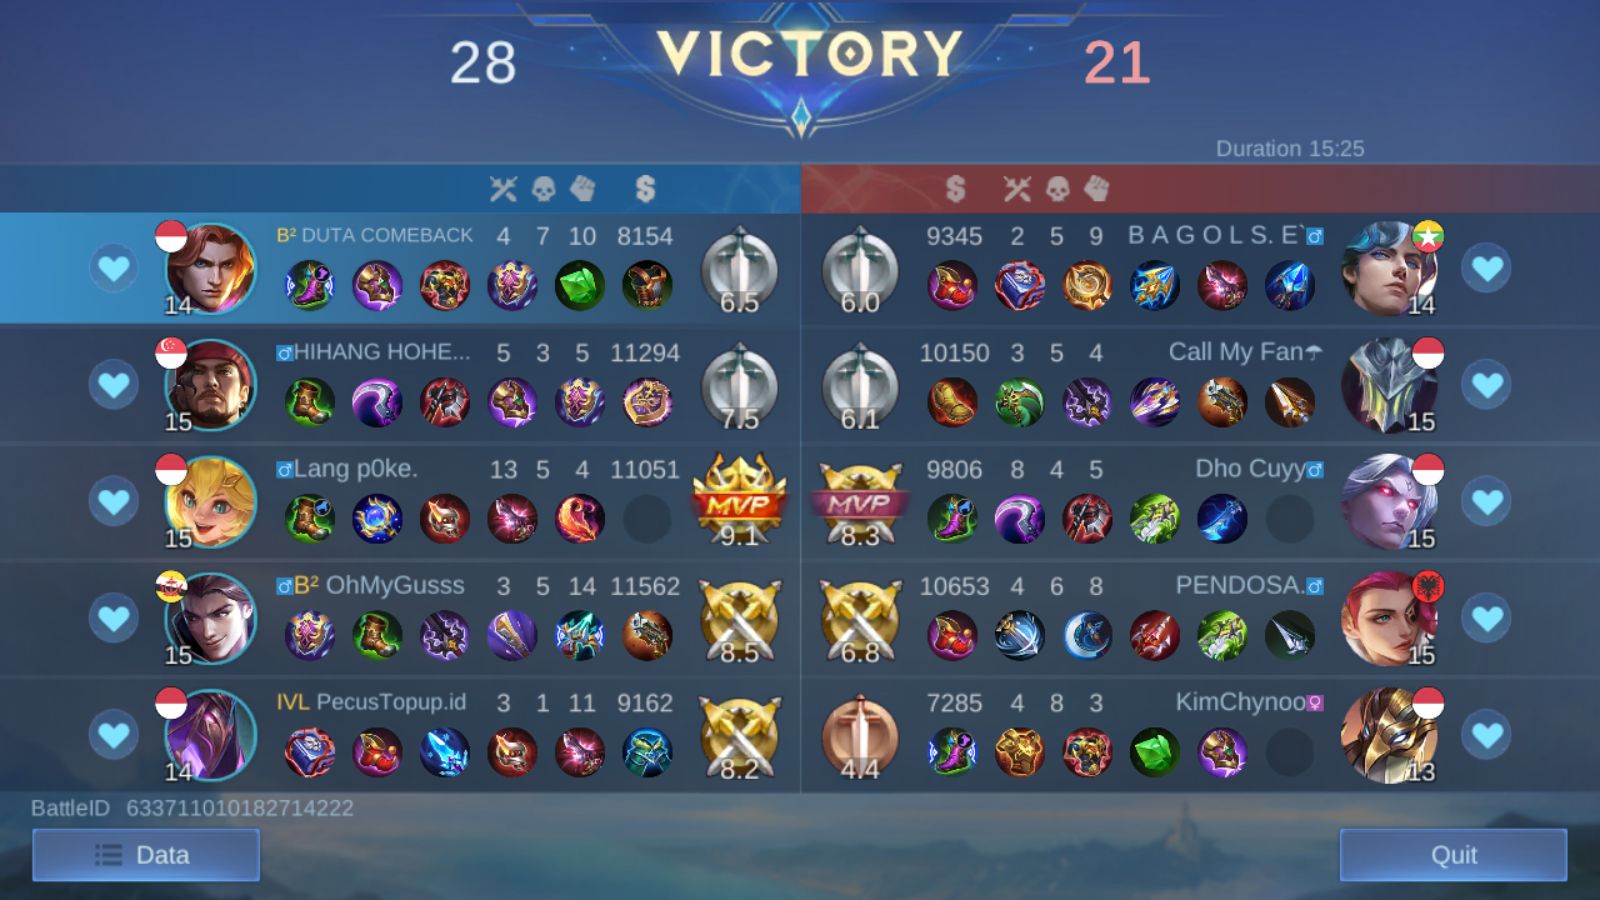 28 VICTORY 21
Duration 15:25
B² DUTA COMEBACK 4 7 10 8154
14 6.5
9345 2 5 9 B A G O L S. E`♂
6.0 14
♂HIHANG HOHE... 5 3 5 11294
15 7.5
10150 3 5 4 Call My Fan☂
6.1 15
♂Lang p0ke. 13 5 4 11051
MVP
15 9.1
9806 8 4 5 Dho Cuyy♂
MVP
8.3 15
♂B² OhMyGusss 3 5 14 11562
15 8.5
10653 4 6 8 PENDOSA.♂
6.8 15
IVL PecusTopup.id 3 1 11 9162
14 8.2
7285 4 8 3 KimChynoo♀
4.4 13
BattleID 633711010182714222
Data
Quit